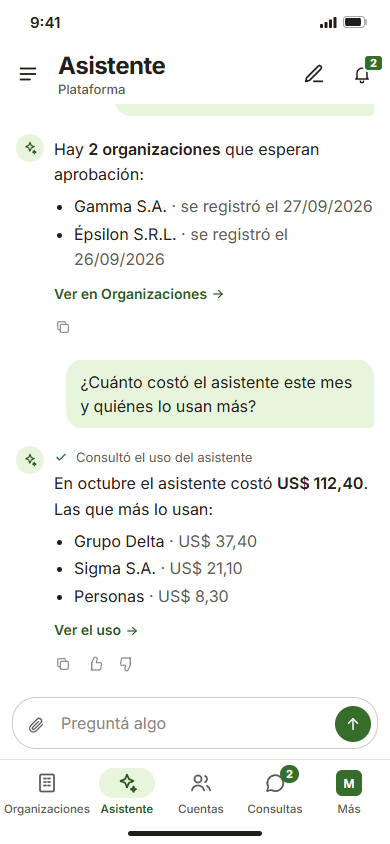 9:41
Asistente
Plataforma
2
Hay 2 organizaciones que esperan
aprobación:
• Gamma S.A. · se registró el 27/09/2026
• Épsilon S.R.L. · se registró el
26/09/2026
Ver en Organizaciones →
¿Cuánto costó el asistente este mes
y quiénes lo usan más?
Consultó el uso del asistente
En octubre el asistente costó US$ 112,40.
Las que más lo usan:
• Grupo Delta · US$ 37,40
• Sigma S.A. · US$ 21,10
• Personas · US$ 8,30
Ver el uso →
Preguntá algo
2
M
Organizaciones Asistente Cuentas Consultas Más